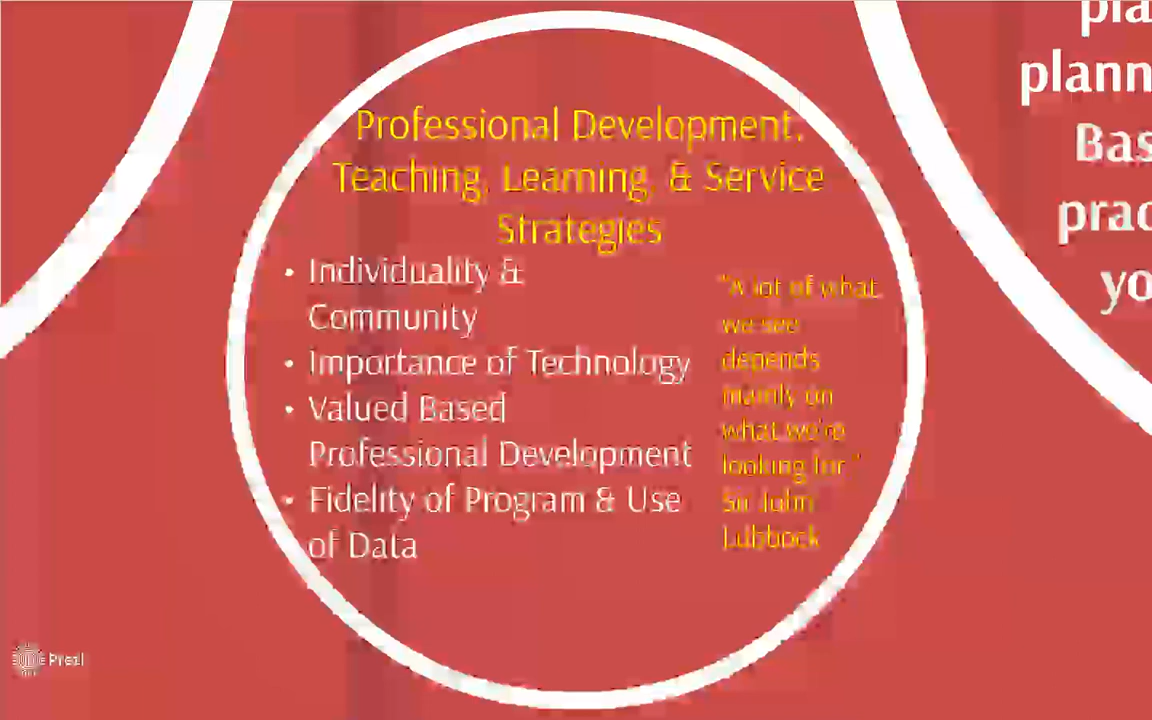 Professional Development.
Teaching, Learning, & Service
Strategies
• Individuality &
Community
• Importance of Technology
• Valued Based
Professional Development
• Fidelity of Program & Use
of Data
"A lot of what
we see
depends
mainly on
what we're
looking for"
Sir John
Lubbock
pla
plann
Bas
prac
yo
Prezi